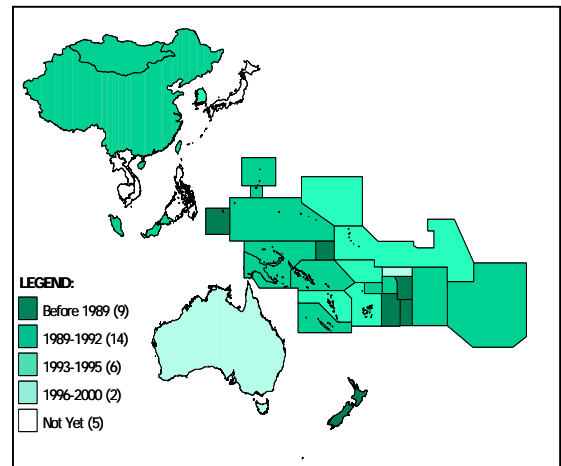 LEGEND:
Before 1989 (9)
1989-1992 (14)
1993-1995 (6)
1996-2000 (2)
Not Yet (5)